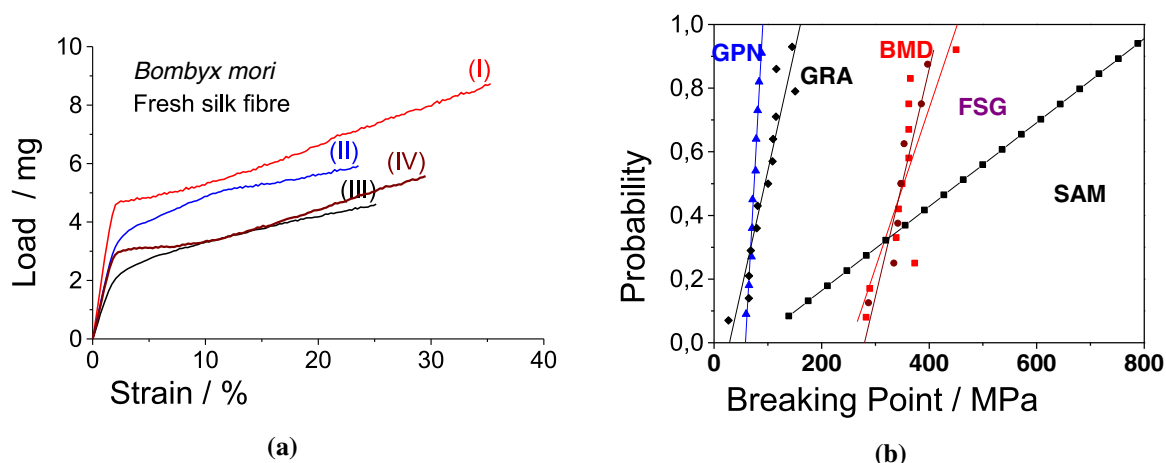 10
8
6
4
2
0
0
10
20
30
40
Load / mg
Strain / %
Bombyx mori
Fresh silk fibre
(I)
(II)
(IV)
(III)
(a)
1,0
0,8
0,6
0,4
0,2
0,0
0
200
400
600
800
Probability
Breaking Point / MPa
GPN
GRA
BMD
FSG
SAM
(b)